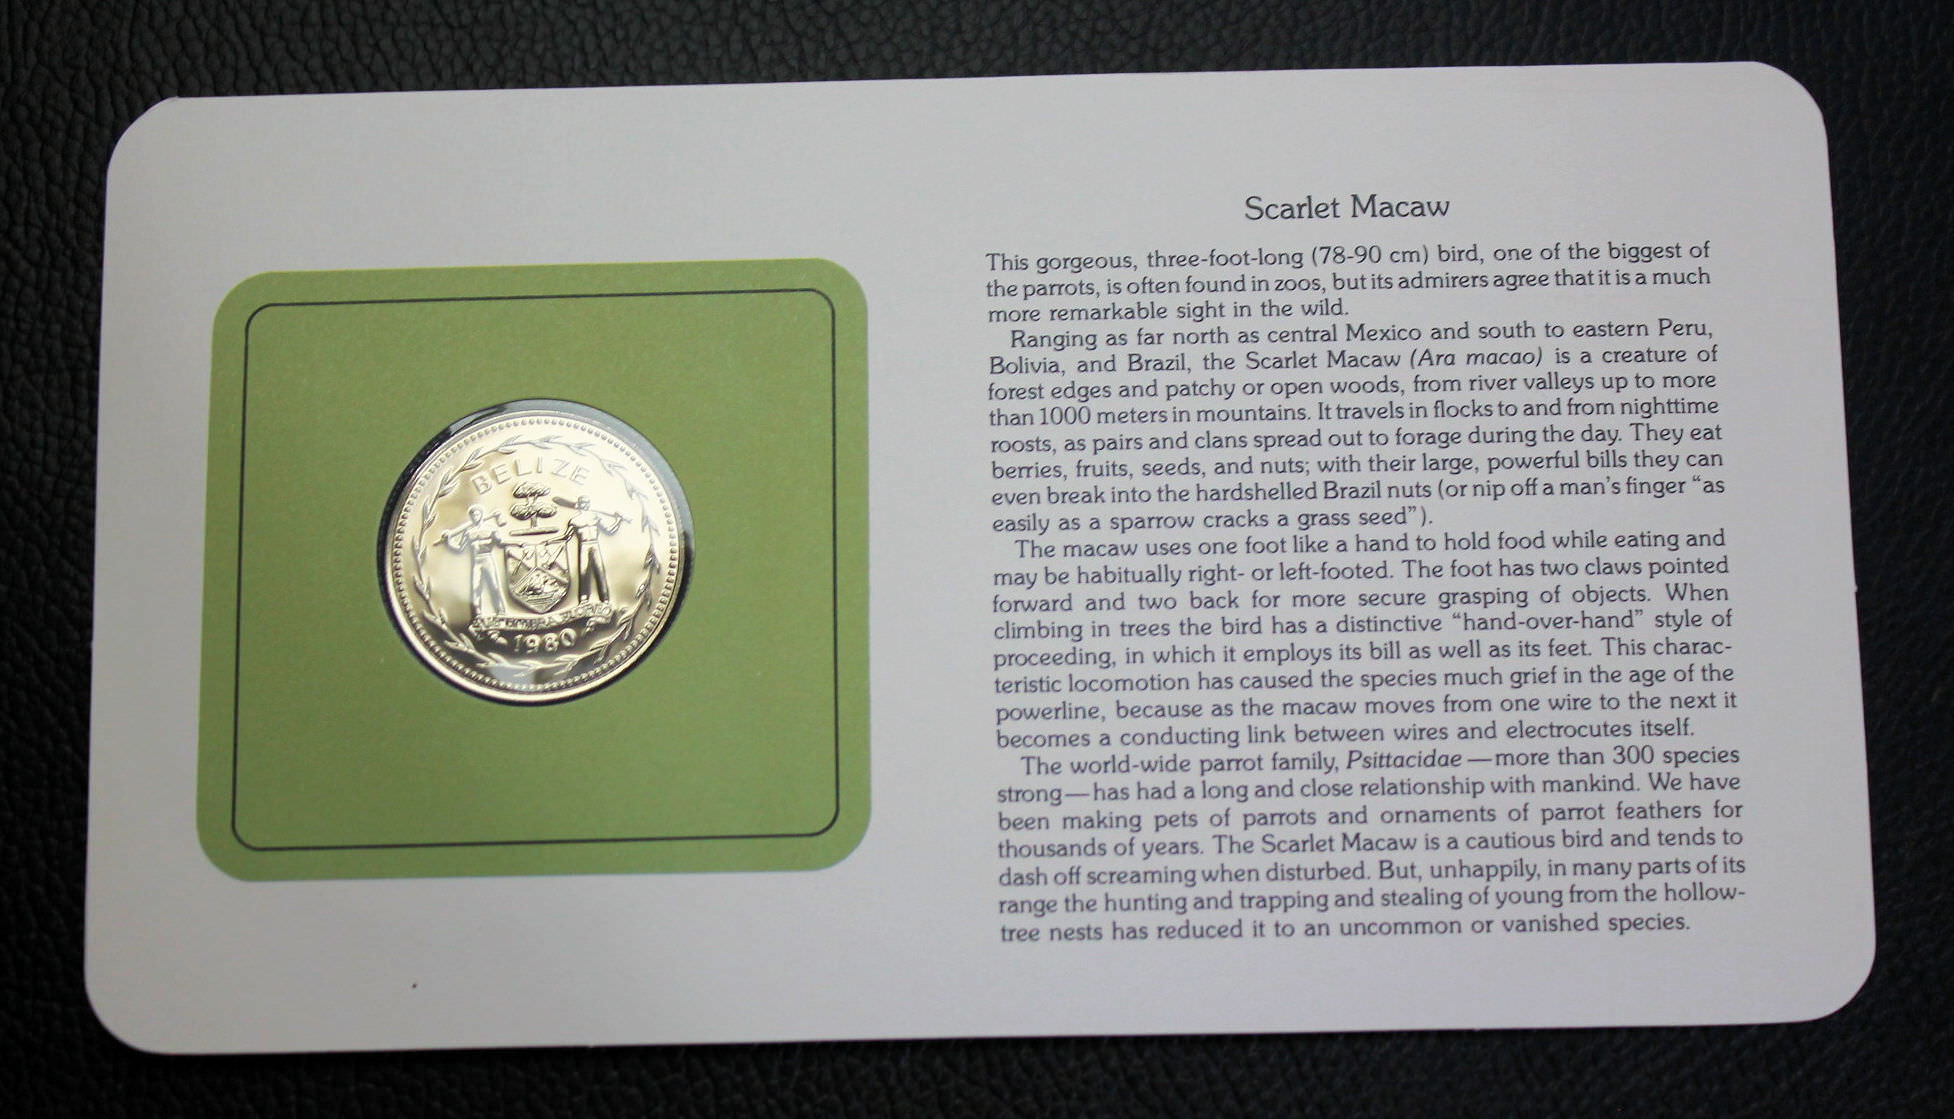 BELIZE
SUB UMBRA FLOREO
1980
Scarlet Macaw
This gorgeous, three-foot-long (78-90 cm) bird, one of the biggest of
the parrots, is often found in zoos, but its admirers agree that it is a much
more remarkable sight in the wild.
Ranging as far north as central Mexico and south to eastern Peru,
Bolivia, and Brazil, the Scarlet Macaw (Ara macao) is a creature of
forest edges and patchy or open woods, from river valleys up to more
than 1000 meters in mountains. It travels in flocks to and from nighttime
roosts, as pairs and clans spread out to forage during the day. They eat
berries, fruits, seeds, and nuts; with their large, powerful bills they can
even break into the hardshelled Brazil nuts (or nip off a man's finger “as
easily as a sparrow cracks a grass seed”).
The macaw uses one foot like a hand to hold food while eating and
may be habitually right- or left-footed. The foot has two claws pointed
forward and two back for more secure grasping of objects. When
climbing in trees the bird has a distinctive “hand-over-hand” style of
proceeding, in which it employs its bill as well as its feet. This charac-
teristic locomotion has caused the species much grief in the age of the
powerline, because as the macaw moves from one wire to the next it
becomes a conducting link between wires and electrocutes itself.
The world-wide parrot family, Psittacidae—more than 300 species
strong—has had a long and close relationship with mankind. We have
been making pets of parrots and ornaments of parrot feathers for
thousands of years. The Scarlet Macaw is a cautious bird and tends to
dash off screaming when disturbed. But, unhappily, in many parts of its
range the hunting and trapping and stealing of young from the hollow-
tree nests has reduced it to an uncommon or vanished species.